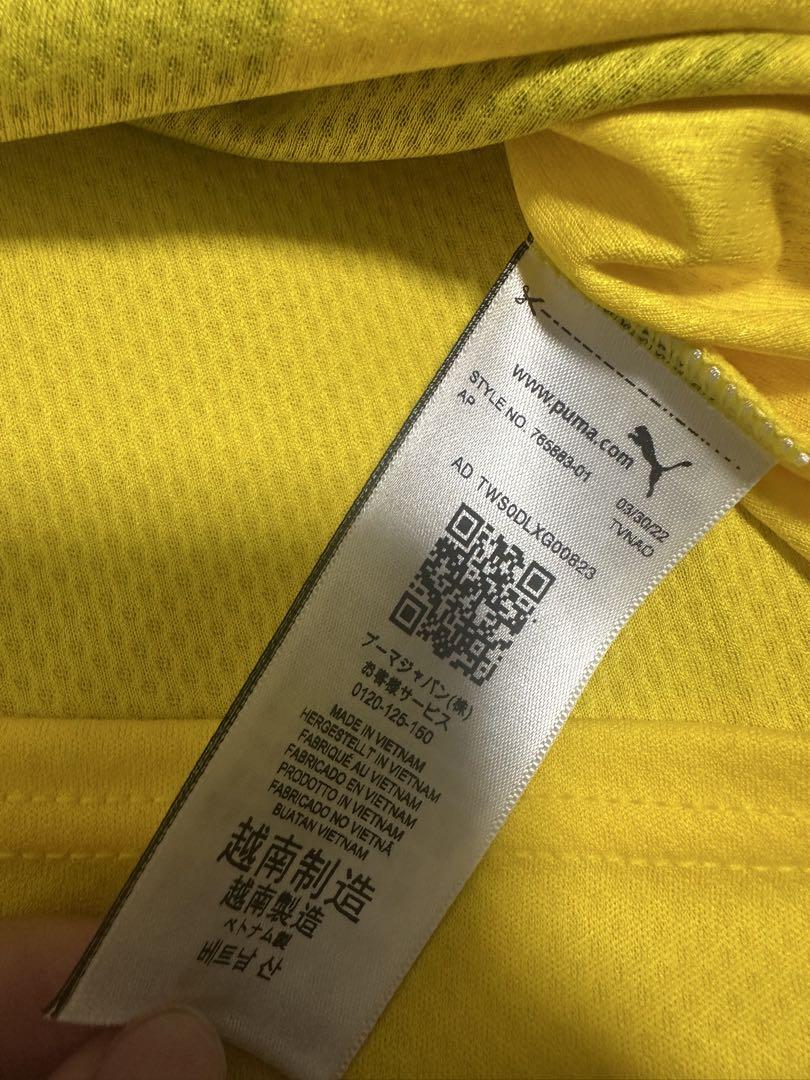 www.puma.com
STYLE NO. 765883-01 03/30/22
AP TVNAO
AD TWS0DLXG00823
プーマジャパン(株)
お客様サービス
0120-125-150
MADE IN VIETNAM
HERGESTELLT IN VIETNAM
FABRIQUÉ AU VIETNAM
FABRICADO EN VIETNAM
PRODOTTO IN VIETNAM
FABRICADO NO VIETNÃ
BUATAN VIETNAM
越南制造
越南製造
ベトナム製
베트남 산